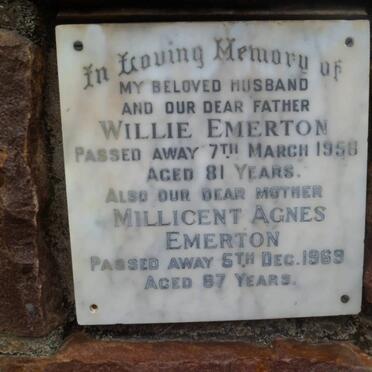 In Loving Memory of
MY BELOVED HUSBAND
AND OUR DEAR FATHER
WILLIE EMERTON
PASSED AWAY 7TH MARCH 1958
AGED 81 YEARS.
ALSO OUR DEAR MOTHER
MILLICENT AGNES
EMERTON
PASSED AWAY 5TH DEC. 1969
AGED 87 YEARS.